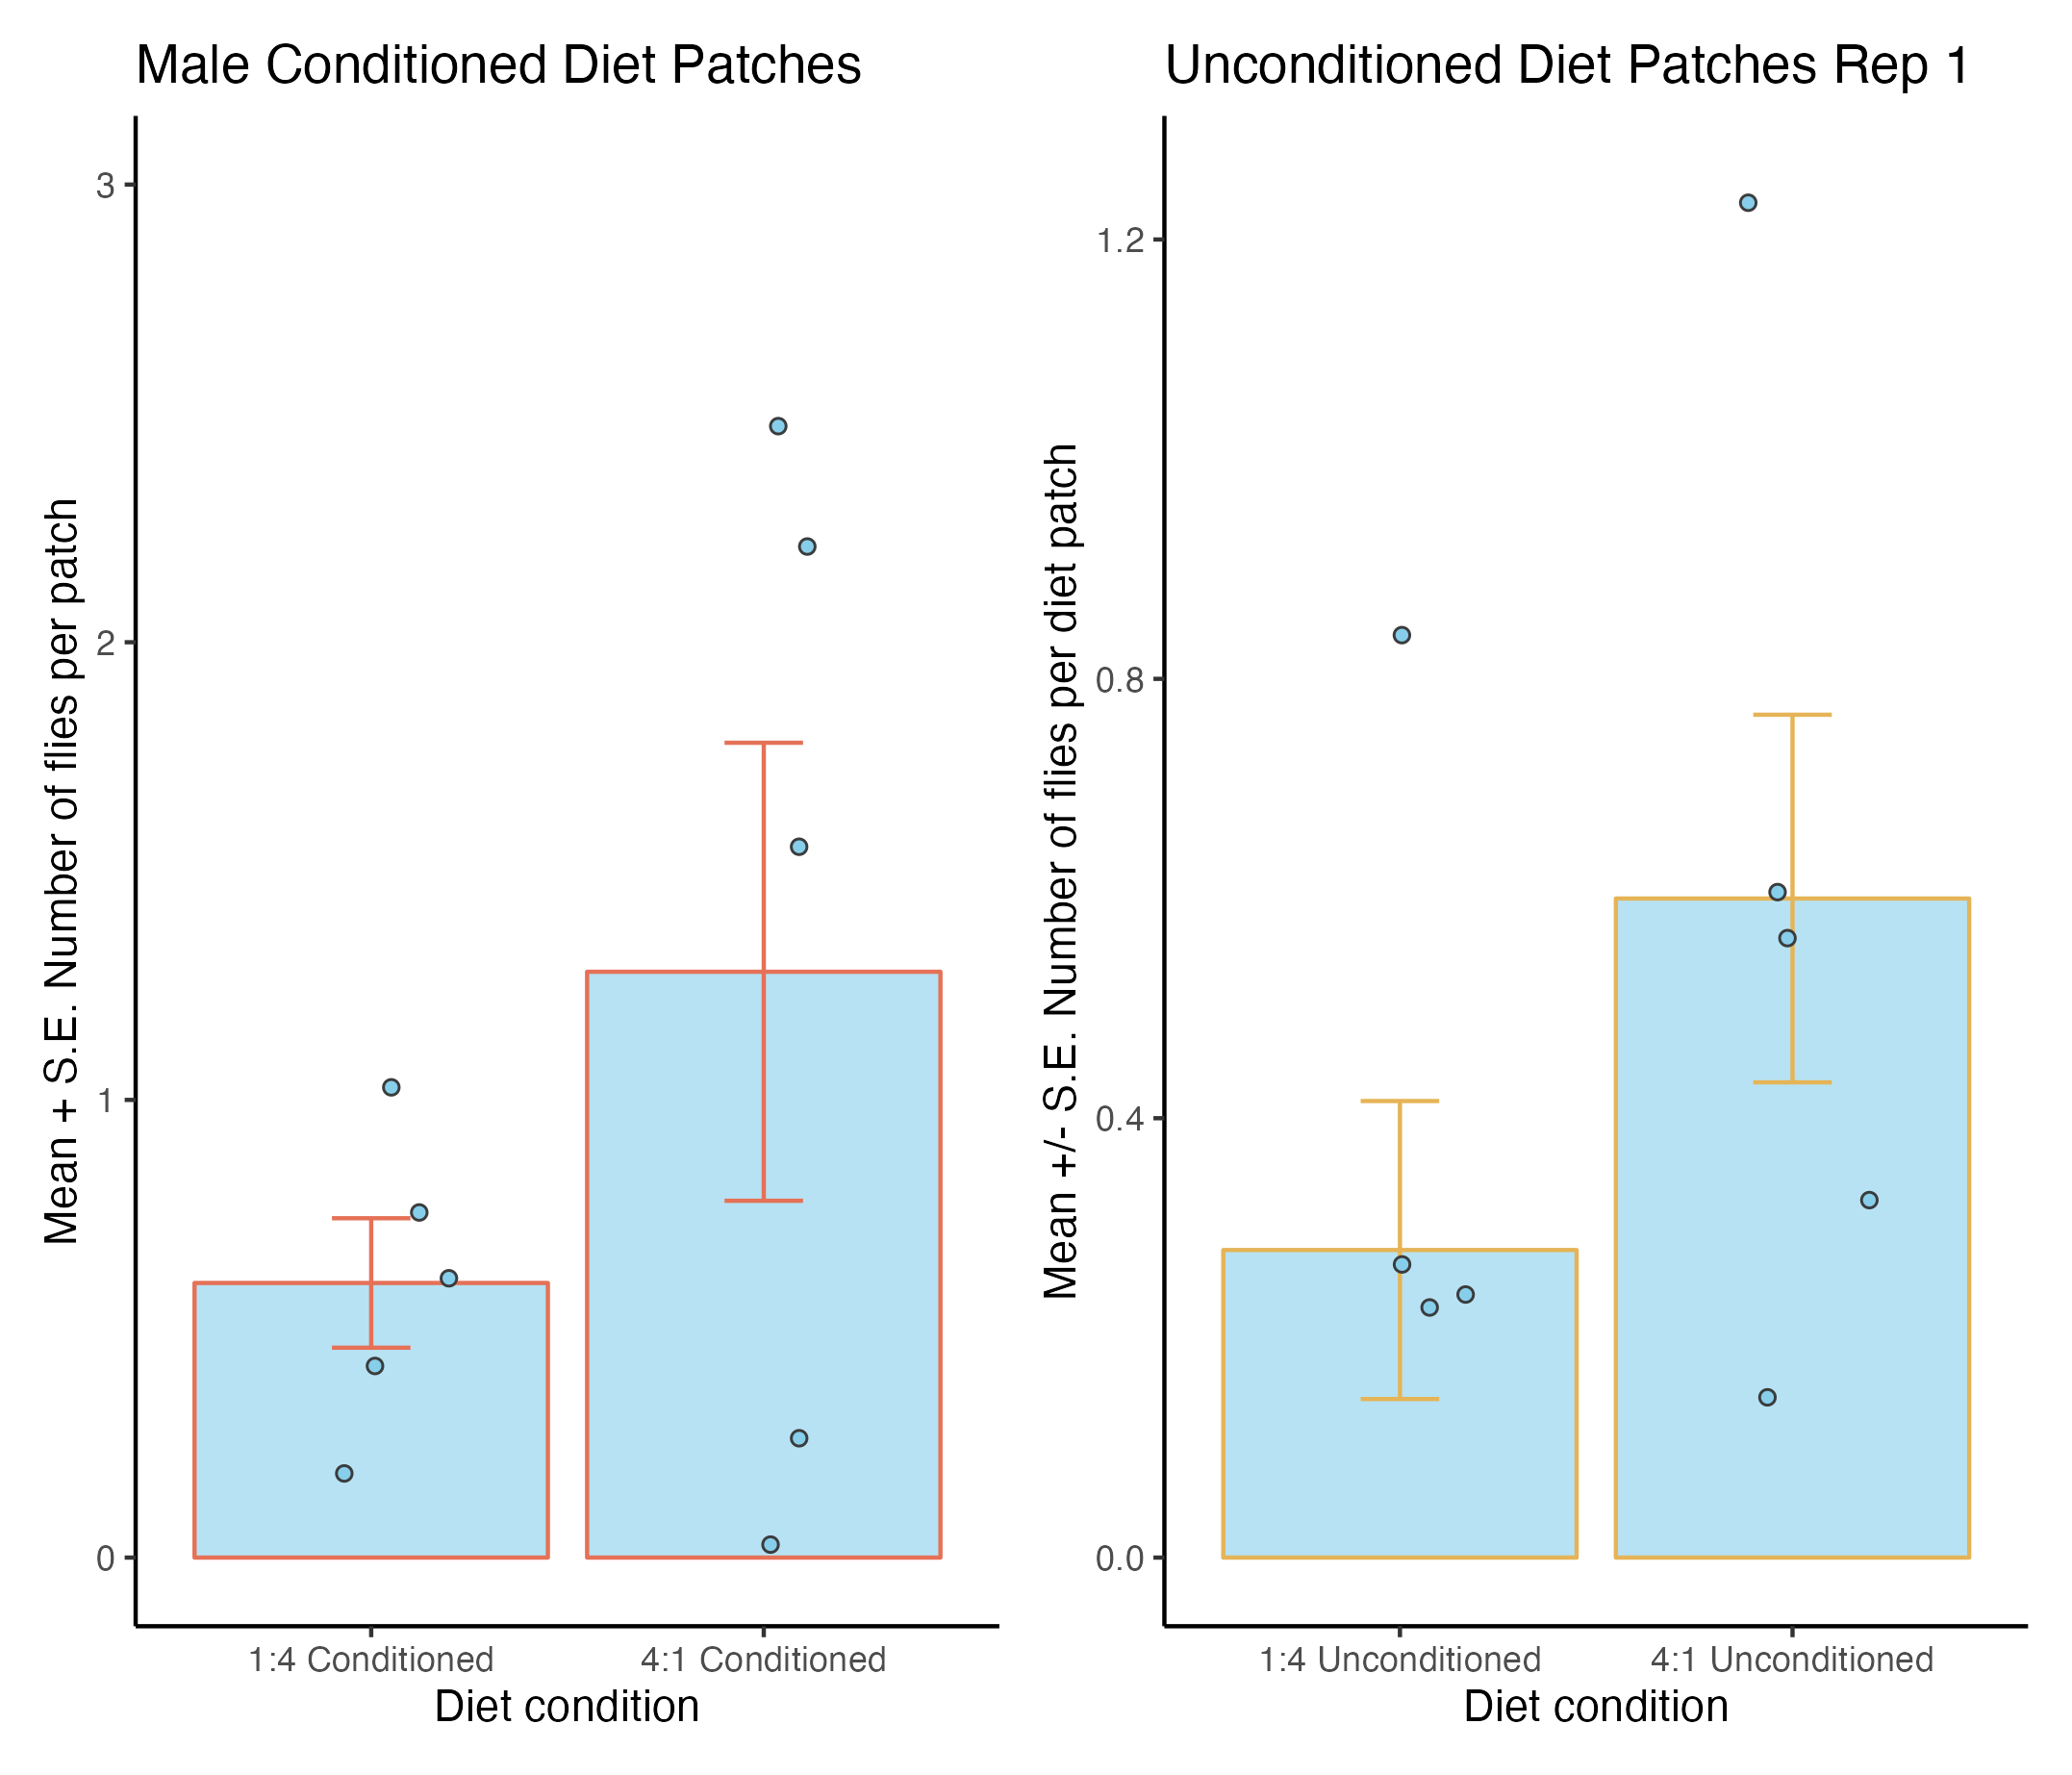 Male Conditioned Diet Patches
Mean + S.E. Number of flies per patch
3
2
1
0
1:4 Conditioned
4:1 Conditioned
Diet condition
Unconditioned Diet Patches Rep 1
Mean +/- S.E. Number of flies per diet patch
1.2
0.8
0.4
0.0
1:4 Unconditioned
4:1 Unconditioned
Diet condition